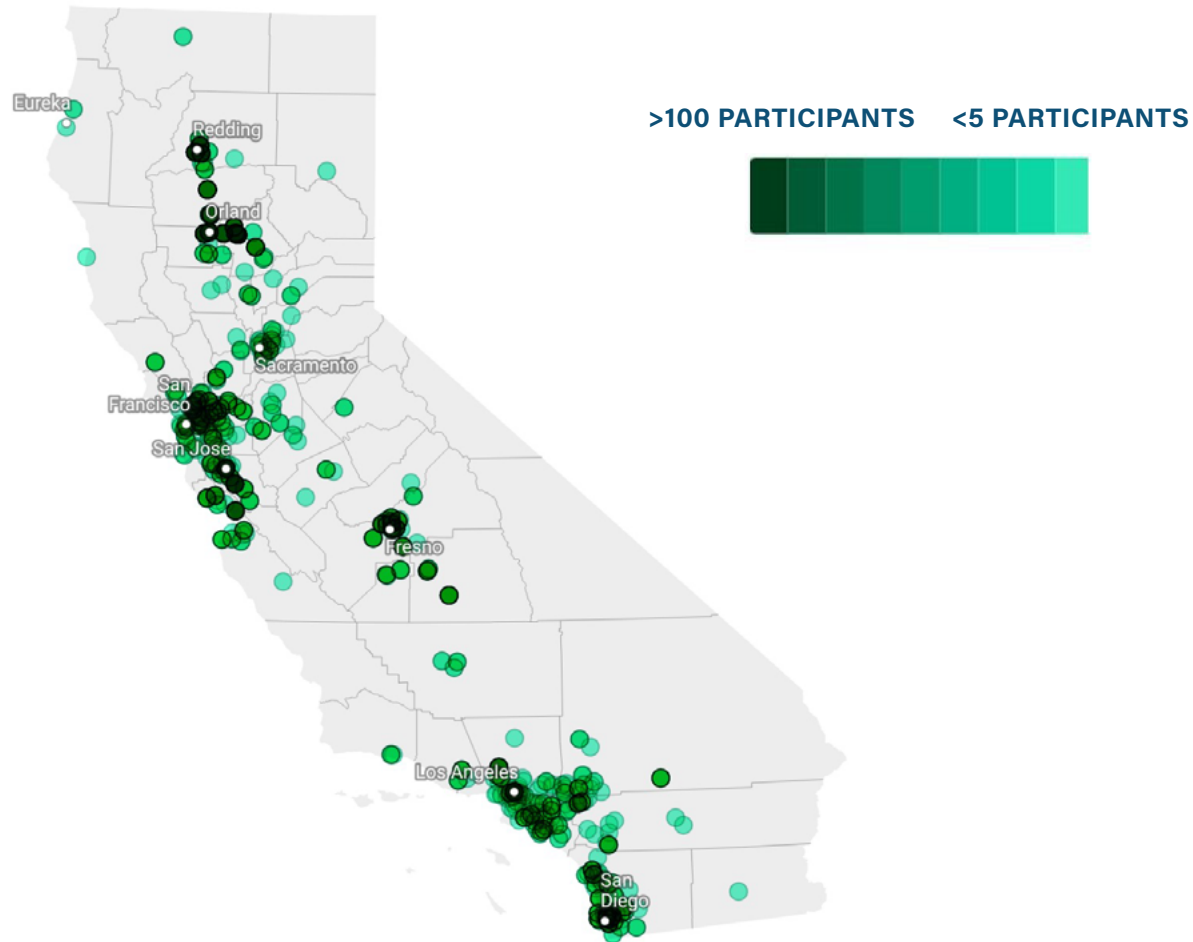 Eureka
Redding
>100 PARTICIPANTS <5 PARTICIPANTS
Orland
Sacramento
San
Francisco
San Jose
Fresno
Los Angeles
San
Diego